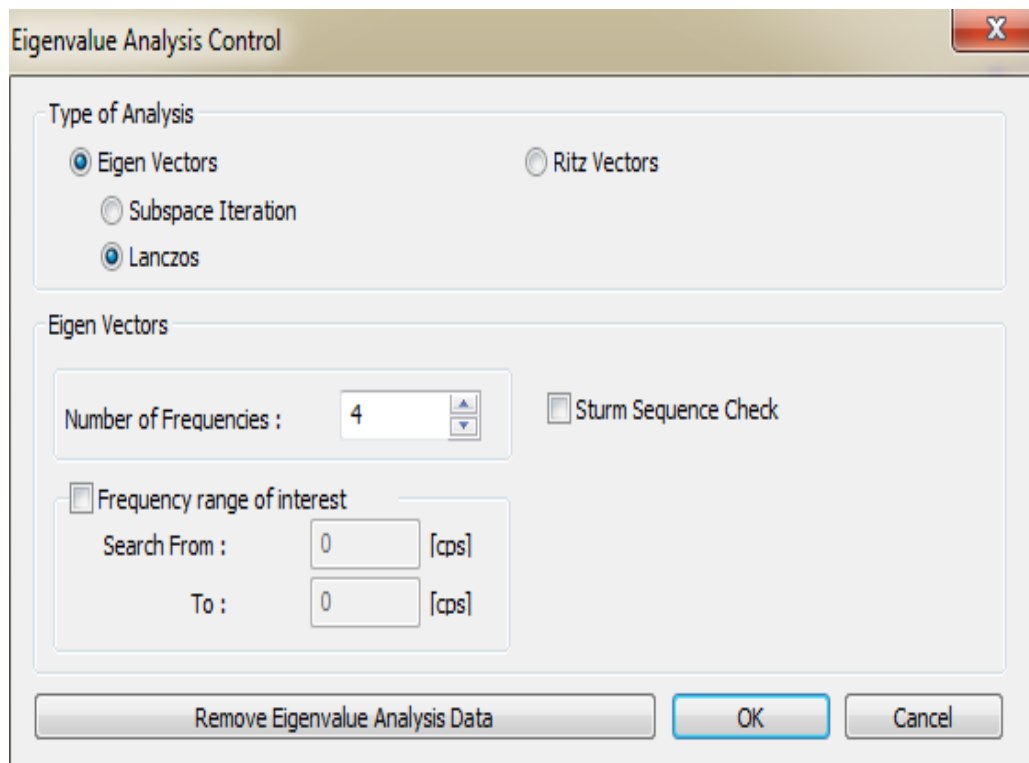 Eigenvalue Analysis Control
X
Type of Analysis
Eigen Vectors
Ritz Vectors
Subspace Iteration
Lanczos
Eigen Vectors
Number of Frequencies :
4
Sturm Sequence Check
Frequency range of interest
Search From :
0
[cps]
To :
0
[cps]
Remove Eigenvalue Analysis Data
OK
Cancel